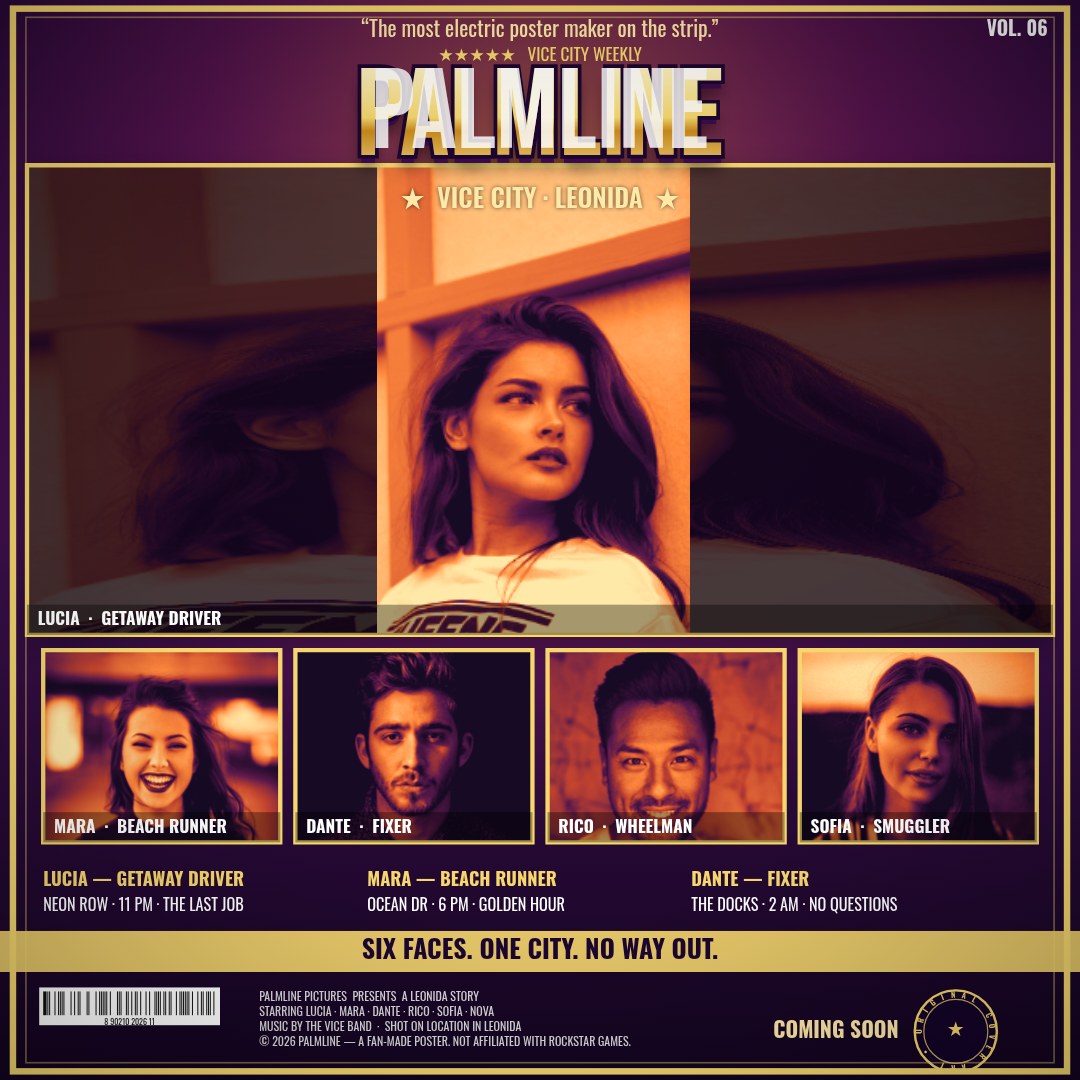 “The most electric poster maker on the strip.”
VOL. 06
★★★★★ VICE CITY WEEKLY
PALMLINE
★ VICE CITY · LEONIDA ★
LUCIA · GETAWAY DRIVER
MARA · BEACH RUNNER
DANTE · FIXER
RICO · WHEELMAN
SOFIA · SMUGGLER
LUCIA — GETAWAY DRIVER
NEON ROW · 11 PM · THE LAST JOB
MARA — BEACH RUNNER
OCEAN DR · 6 PM · GOLDEN HOUR
DANTE — FIXER
THE DOCKS · 2 AM · NO QUESTIONS
SIX FACES. ONE CITY. NO WAY OUT.
8 90210 2026 11
PALMLINE PICTURES PRESENTS A LEONIDA STORY
STARRING LUCIA · MARA · DANTE · RICO · SOFIA · NOVA
MUSIC BY THE VICE BAND · SHOT ON LOCATION IN LEONIDA
© 2026 PALMLINE — A FAN-MADE POSTER. NOT AFFILIATED WITH ROCKSTAR GAMES.
COMING SOON
ORIGINAL COVER ART